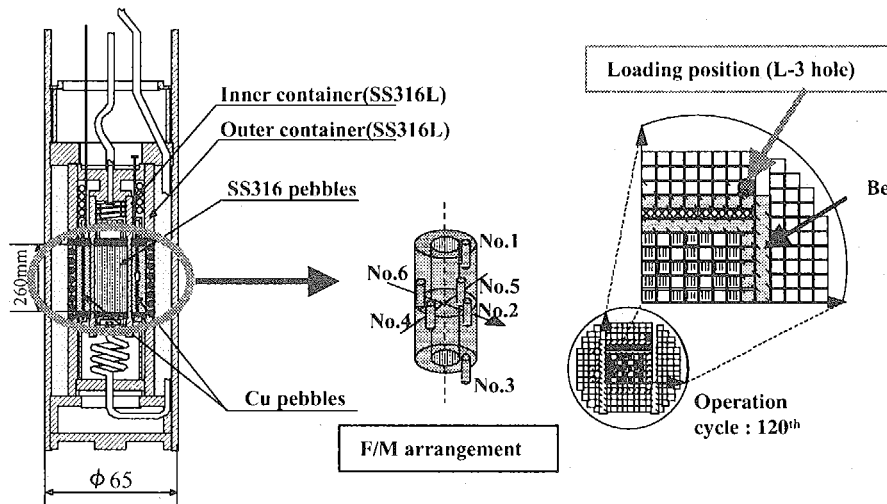 Inner container(SS316L)
Outer container(SS316L)
SS316 pebbles
260mm
Cu pebbles
ϕ65
No.1
No.6
No.5
No.2
No.4
No.3
F/M arrangement
Loading position (L-3 hole)
Be
Operation
cycle : 120th